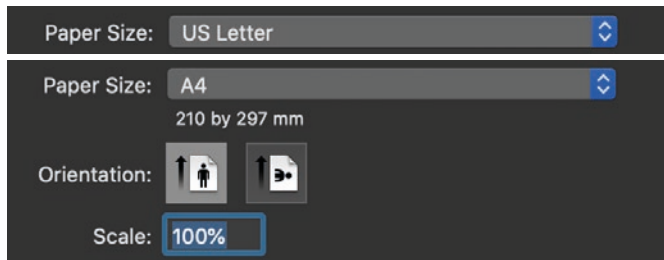 Paper Size: US Letter
Paper Size: A4
210 by 297 mm
Orientation:
Scale: 100%